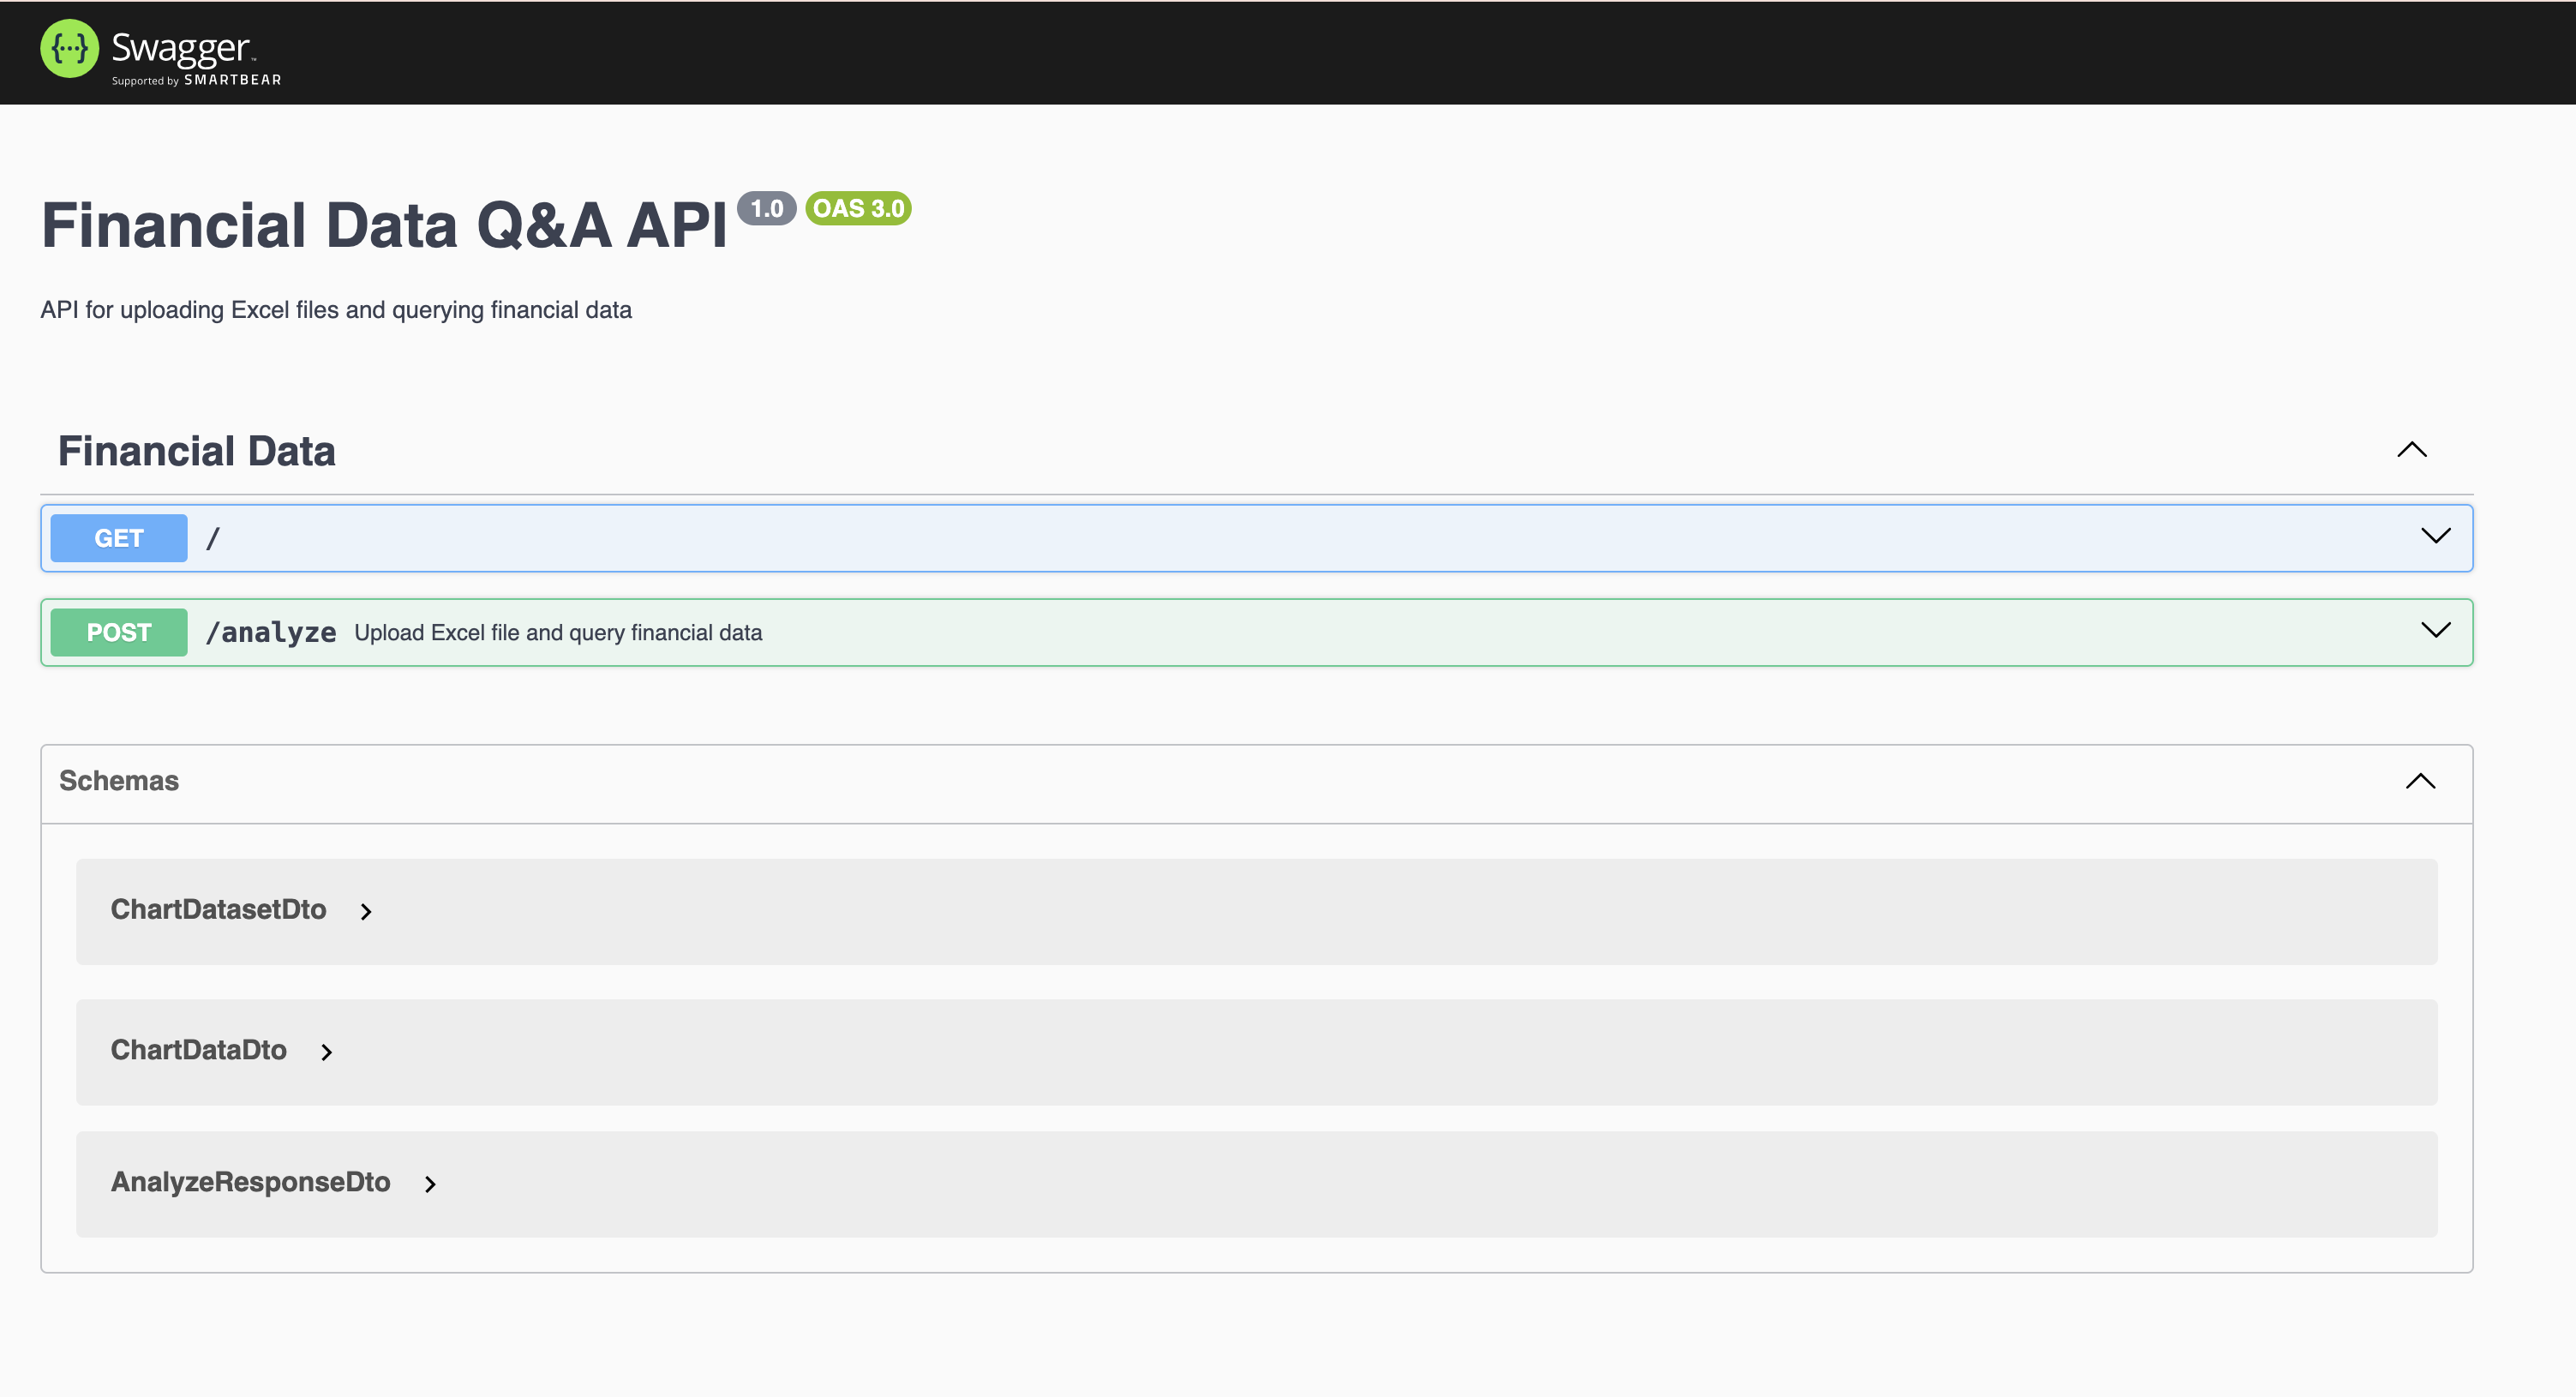 Swagger™
Supported by SMARTBEAR
Financial Data Q&A API 1.0 OAS 3.0
API for uploading Excel files and querying financial data
Financial Data
GET /
POST /analyze Upload Excel file and query financial data
Schemas
ChartDatasetDto
ChartDataDto
AnalyzeResponseDto